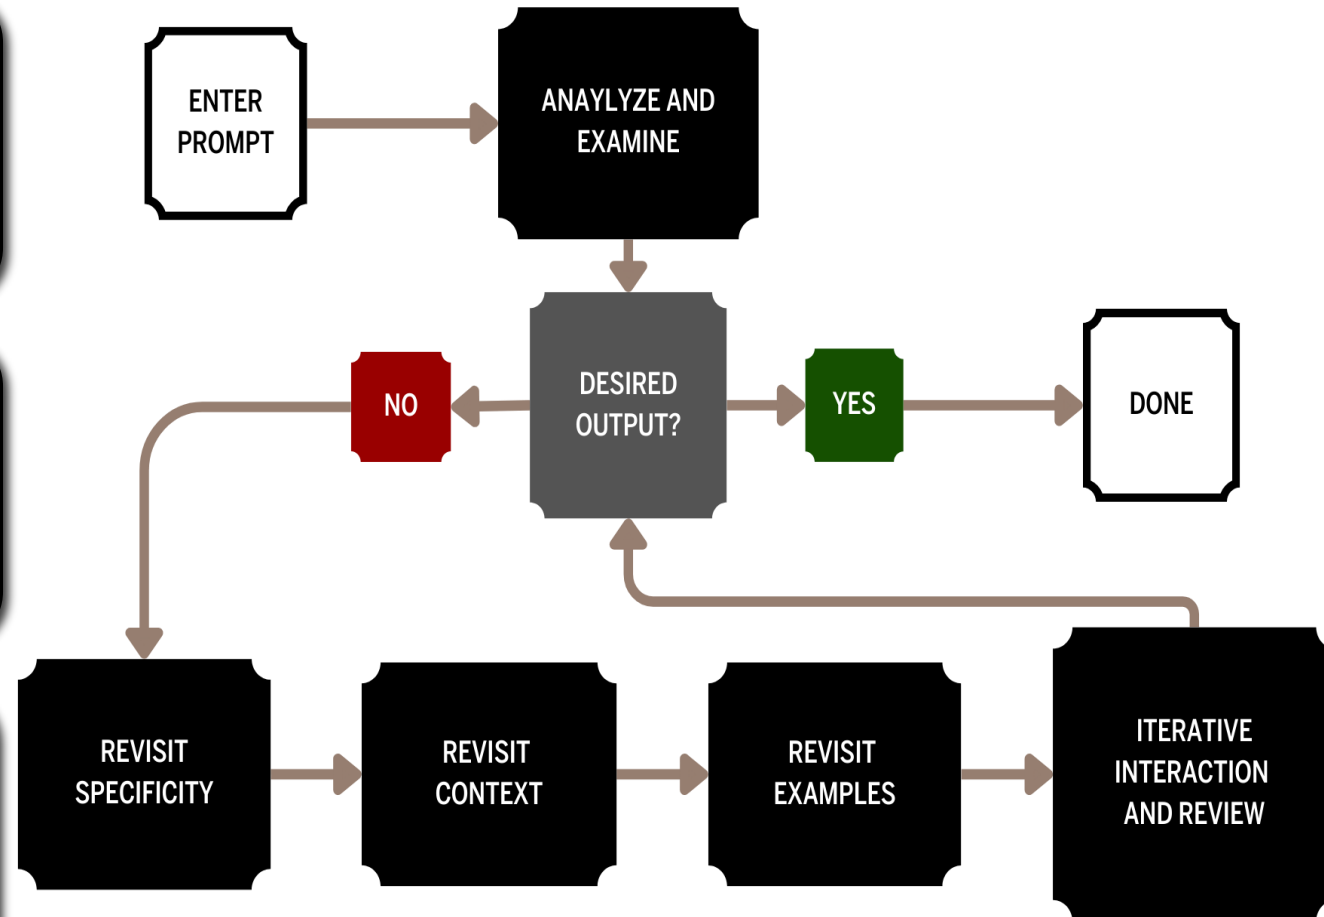 ENTER
PROMPT
ANAYLYZE AND
EXAMINE
NO
DESIRED
OUTPUT?
YES
DONE
REVISIT
SPECIFICITY
REVISIT
CONTEXT
REVISIT
EXAMPLES
ITERATIVE
INTERACTION
AND REVIEW